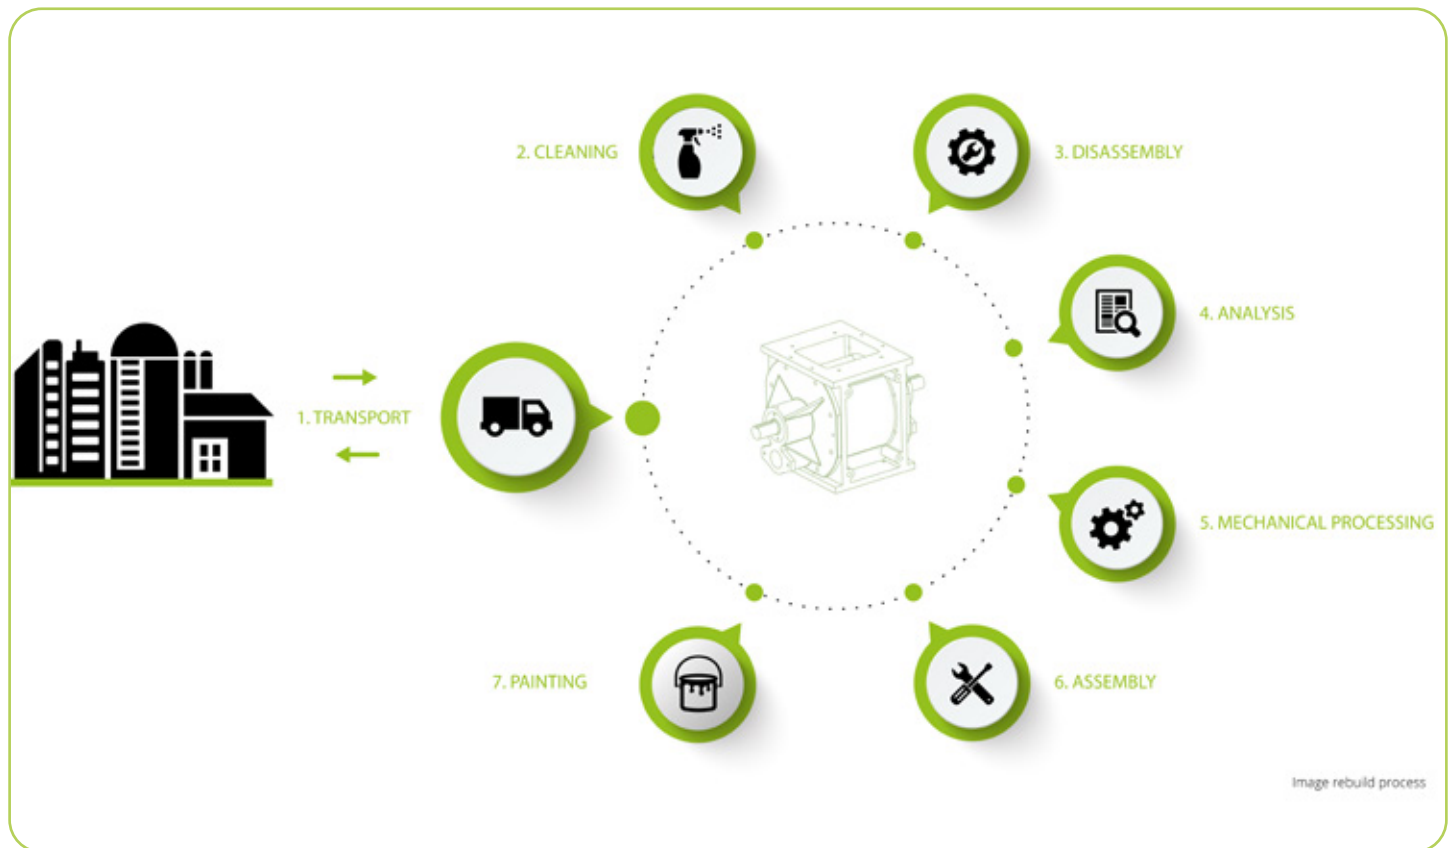 2. CLEANING
3. DISASSEMBLY
4. ANALYSIS
1. TRANSPORT
5. MECHANICAL PROCESSING
7. PAINTING
6. ASSEMBLY
Image rebuild process